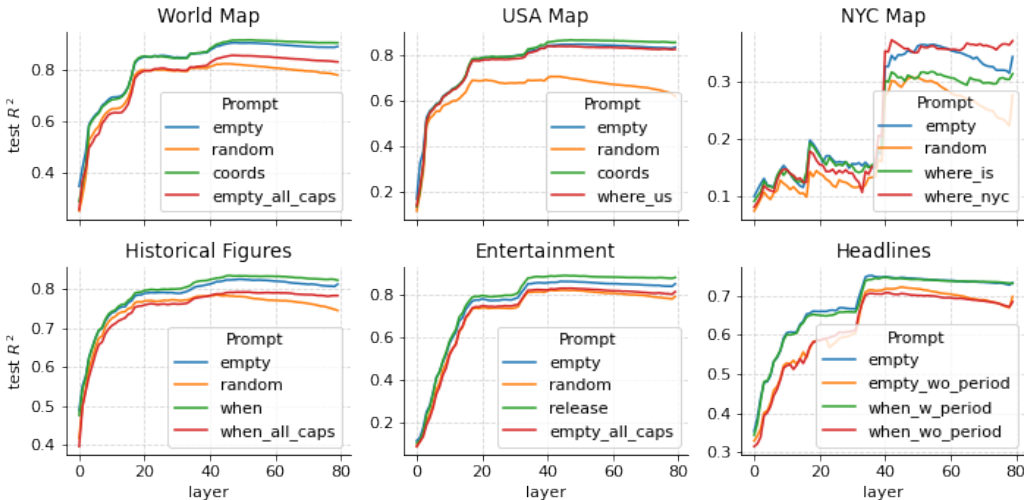 World Map
USA Map
NYC Map
test R²
0.8
0.6
0.4
Prompt
empty
random
coords
empty_all_caps
0.8
0.6
0.4
0.2
Prompt
empty
random
coords
where_us
0.3
0.2
0.1
Prompt
empty
random
where_is
where_nyc
Historical Figures
Entertainment
Headlines
test R²
0.8
0.7
0.6
0.5
0.4
Prompt
empty
random
when
when_all_caps
0 20 40 60 80
layer
0.8
0.6
0.4
0.2
Prompt
empty
random
release
empty_all_caps
0 20 40 60 80
layer
0.7
0.6
0.5
0.4
0.3
Prompt
empty
empty_wo_period
when_w_period
when_wo_period
0 20 40 60 80
layer